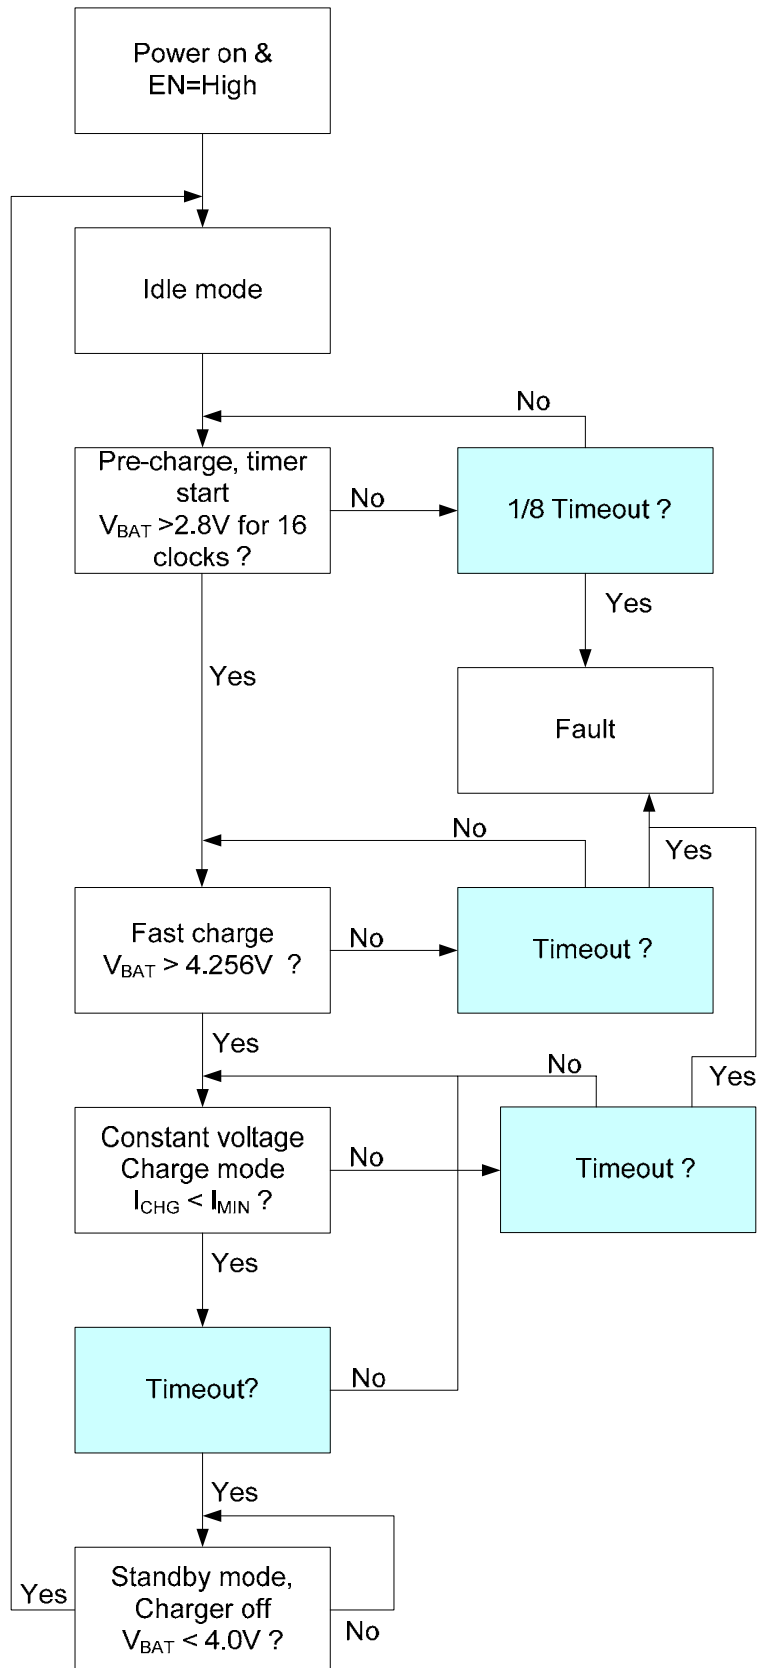 Power on &
EN=High
Idle mode
No
Pre-charge, timer
start
VBAT >2.8V for 16
clocks ?
No
1/8 Timeout ?
Yes
Yes
Fault
No
Yes
Fast charge
VBAT > 4.256V ?
No
Timeout ?
Yes
No
Yes
Constant voltage
Charge mode
ICHG < IMIN ?
No
Timeout ?
Yes
Timeout?
No
Yes
Standby mode,
Charger off
VBAT < 4.0V ?
Yes
No